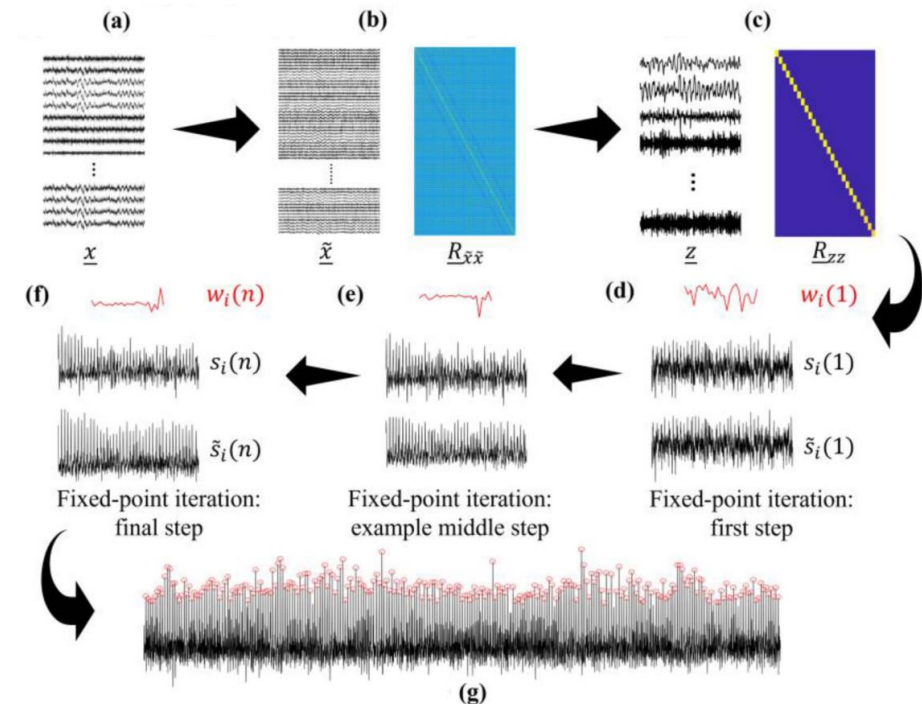 (a)
(b)
(c)
x
x̃
R_x̃x̃
z
R_zz
(f)
w_i(n)
(e)
(d)
w_i(1)
s_i(n)
s_i(1)
s̃_i(n)
s̃_i(1)
Fixed-point iteration:
final step
Fixed-point iteration:
example middle step
Fixed-point iteration:
first step
(g)